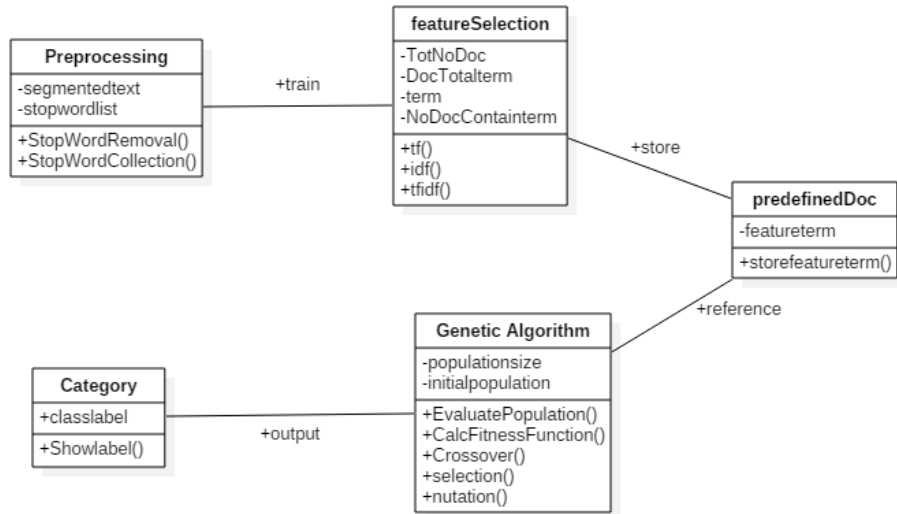 Preprocessing
-segmentedtext
-stopwordlist
+StopWordRemoval()
+StopWordCollection()
+train
featureSelection
-TotNoDoc
-DocTotalterm
-term
-NoDocContainterm
+tf()
+idf()
+tfidf()
+store
predefinedDoc
-featureterm
+storefeatureterm()
+reference
Genetic Algorithm
-populationsize
-initialpopulation
+EvaluatePopulation()
+CalcFitnessFunction()
+Crossover()
+selection()
+nutation()
+output
Category
+classlabel
+Showlabel()